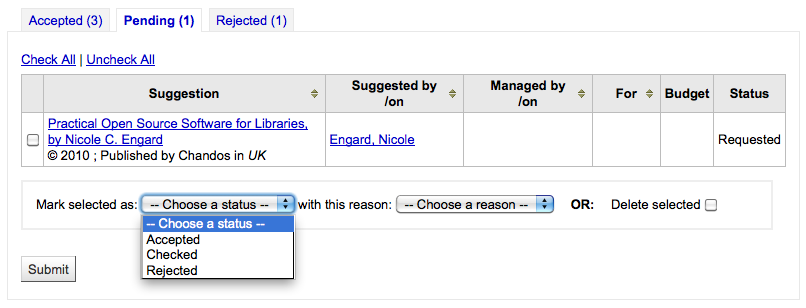 Accepted (3) Pending (1) Rejected (1)
Check All | Uncheck All
Suggestion Suggested by /on Managed by /on For Budget Status
Practical Open Source Software for Libraries,
by Nicole C. Engard
© 2010 ; Published by Chandos in UK
Engard, Nicole
Requested
Mark selected as: -- Choose a status -- with this reason: -- Choose a reason -- OR: Delete selected
-- Choose a status --
Accepted
Checked
Rejected
Submit